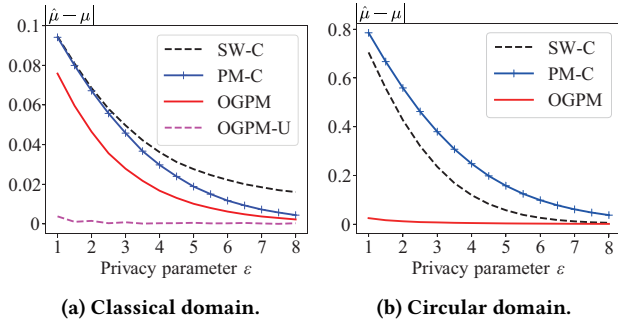 |μ̂ − μ|
0.1
0.08
0.06
0.04
0.02
0
SW-C
PM-C
OGPM
OGPM-U
1 2 3 4 5 6 7 8
Privacy parameter ε
(a) Classical domain.
|μ̂ − μ|
0.8
0.6
0.4
0.2
0
SW-C
PM-C
OGPM
1 2 3 4 5 6 7 8
Privacy parameter ε
(b) Circular domain.